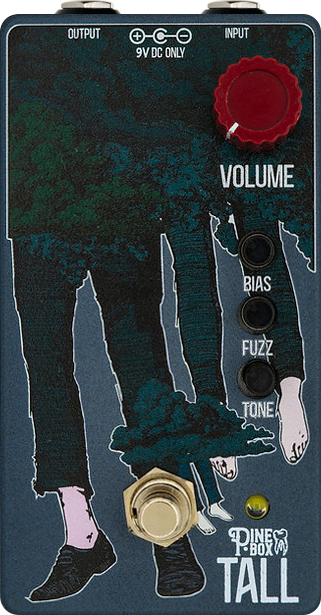 OUTPUT
INPUT
9V DC ONLY
VOLUME
BIAS
FUZZ
TONE
PINE
BOX
TALL